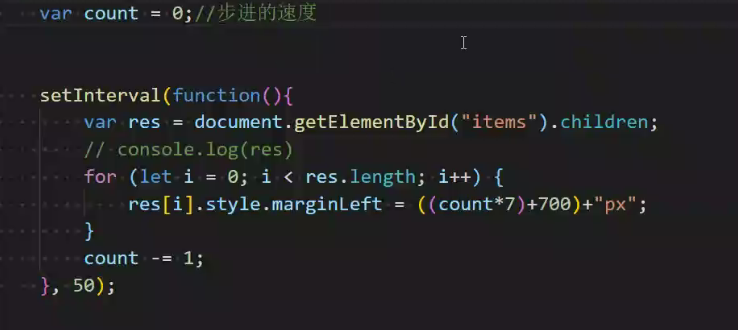 var count = 0;//步进的速度
setInterval(function(){
var res = document.getElementById("items").children;
// console.log(res)
for (let i = 0; i < res.length; i++) {
res[i].style.marginLeft = ((count*7)+700)+"px";
}
count -= 1;
}, 50);